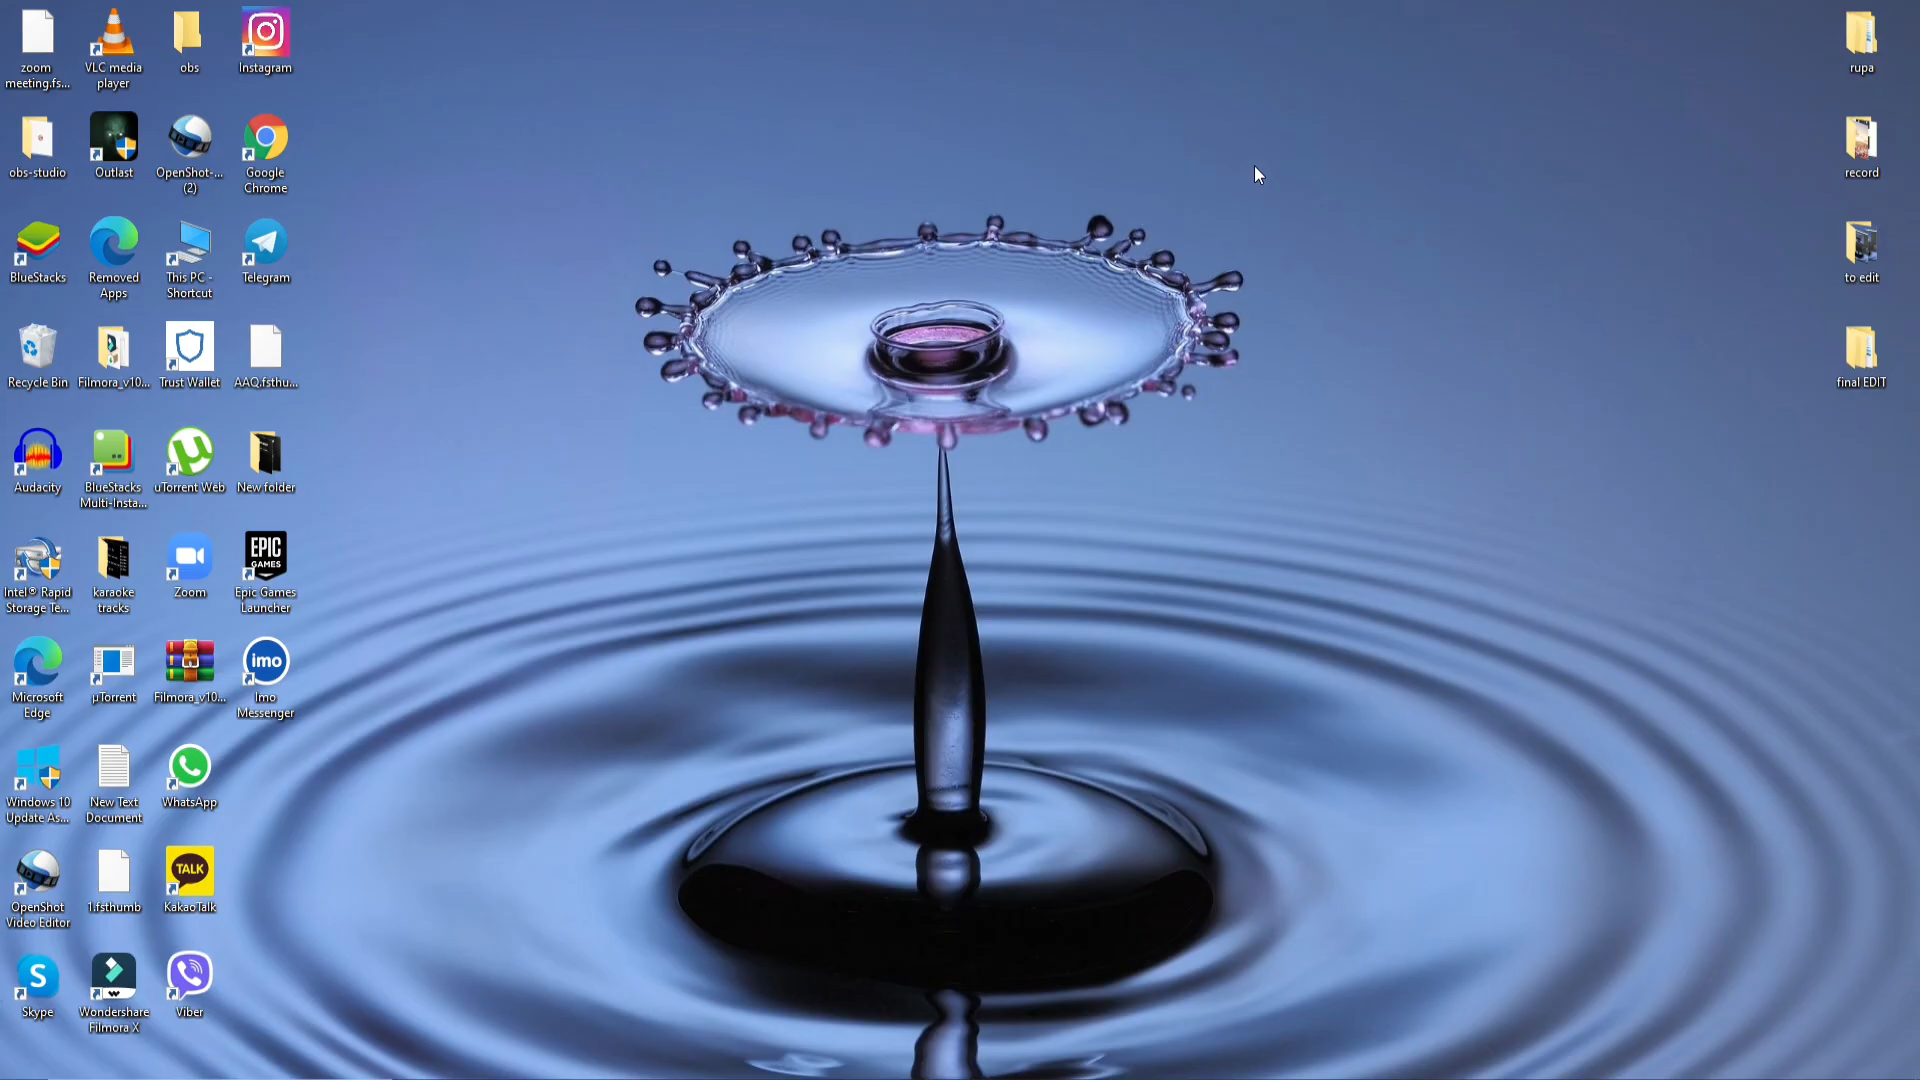 zoom
meeting.fs...
VLC media
player
obs
Instagram
rupa
obs-studio
Outlast
OpenShot-...
(2)
Google
Chrome
record
BlueStacks
Removed
Apps
This PC -
Shortcut
Telegram
to edit
Recycle Bin
Filmora_v10...
Trust Wallet
AAQ.fsthu...
final EDIT
Audacity
BlueStacks
Multi-Insta...
uTorrent Web
New folder
EPIC
GAMES
Intel® Rapid
Storage Te...
karaoke
tracks
Zoom
Epic Games
Launcher
imo
Microsoft
Edge
µTorrent
Filmora_v10...
Imo
Messenger
Windows 10
Update As...
New Text
Document
WhatsApp
TALK
OpenShot
Video Editor
1.fsthumb
KakaoTalk
Skype
Wondershare
Filmora X
Viber